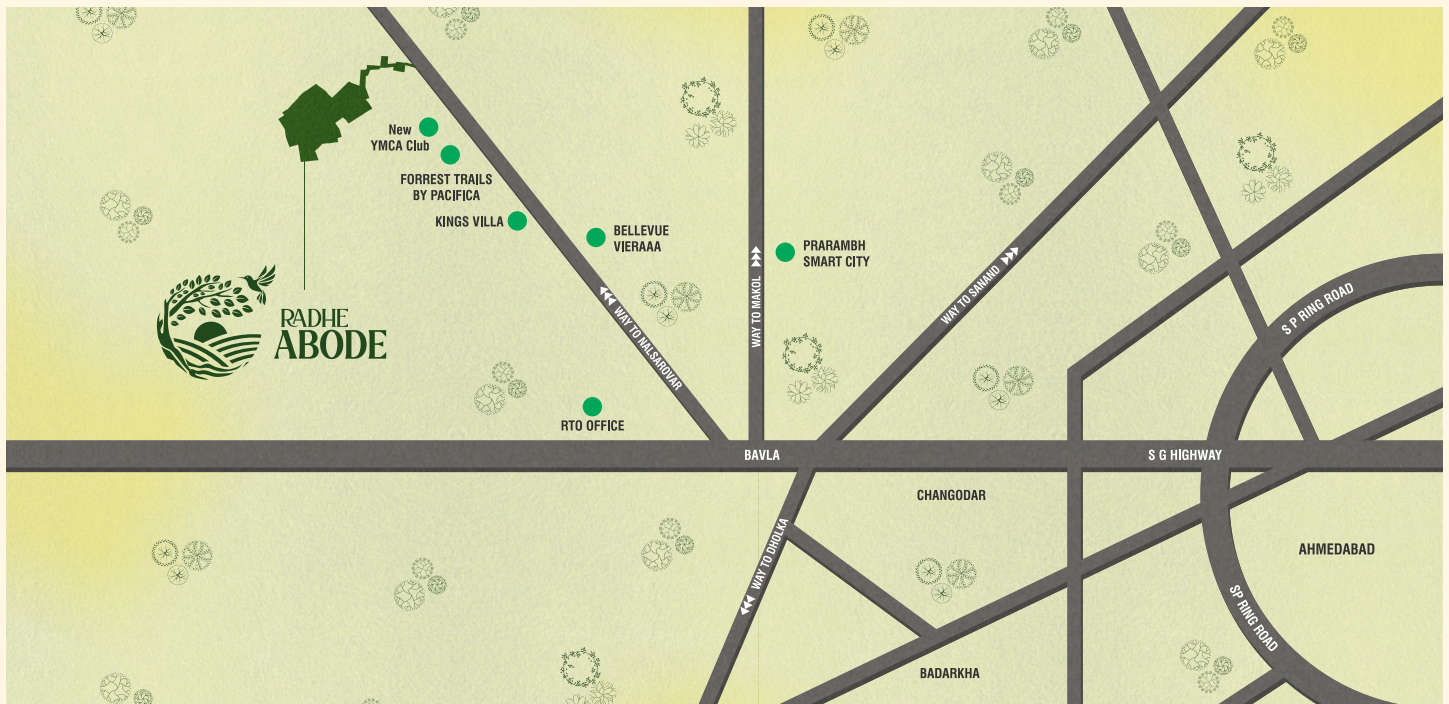 New
YMCA Club
FORREST TRAILS
BY PACIFICA
KINGS VILLA
BELLEVUE
VIERAAA
PRARAMBH
SMART CITY
WAY TO NALSAROVAR
WAY TO MAKOL
WAY TO SANAND
S P RING ROAD
RADHE
ABODE
RTO OFFICE
BAVLA
S G HIGHWAY
CHANGODAR
WAY TO DHOLKA
AHMEDABAD
SP RING ROAD
BADARKHA